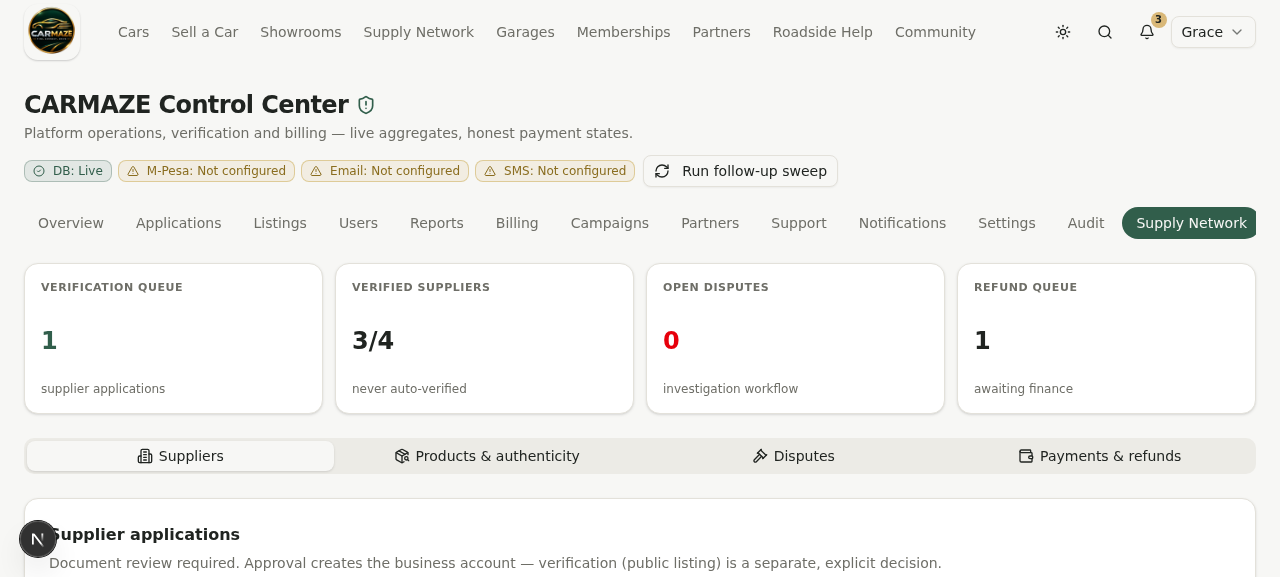 CARMAZE
Cars Sell a Car Showrooms Supply Network Garages Memberships Partners Roadside Help Community
3
Grace
CARMAZE Control Center
Platform operations, verification and billing — live aggregates, honest payment states.
DB: Live M-Pesa: Not configured Email: Not configured SMS: Not configured Run follow-up sweep
Overview Applications Listings Users Reports Billing Campaigns Partners Support Notifications Settings Audit Supply Network
VERIFICATION QUEUE
1
supplier applications
VERIFIED SUPPLIERS
3/4
never auto-verified
OPEN DISPUTES
0
investigation workflow
REFUND QUEUE
1
awaiting finance
Suppliers Products & authenticity Disputes Payments & refunds
Supplier applications
Document review required. Approval creates the business account — verification (public listing) is a separate, explicit decision.
N